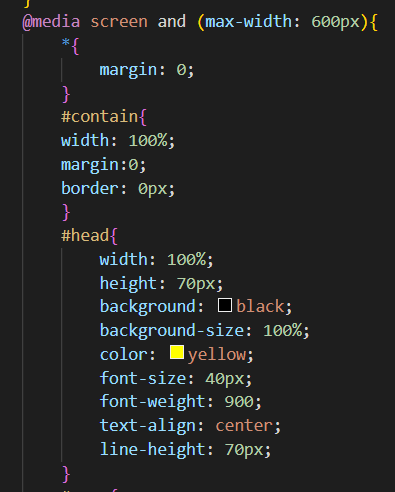 }
@media screen and (max-width: 600px){
*{
margin: 0;
}
#contain{
width: 100%;
margin:0;
border: 0px;
}
#head{
width: 100%;
height: 70px;
background: black;
background-size: 100%;
color: yellow;
font-size: 40px;
font-weight: 900;
text-align: center;
line-height: 70px;
}